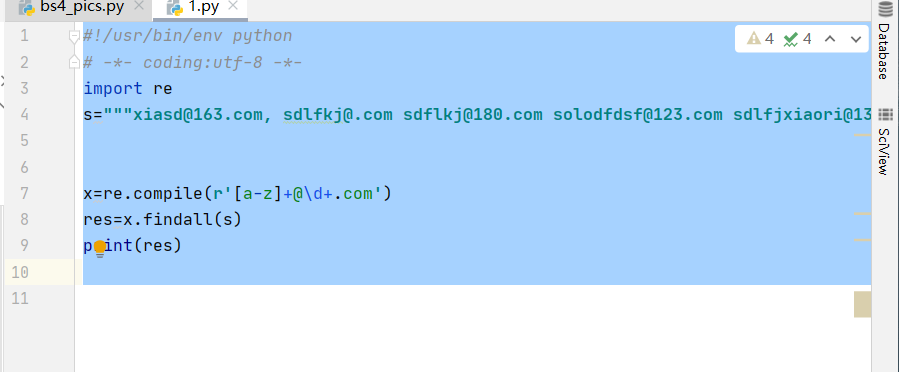 bs4_pics.py 1.py
1 #!/usr/bin/env python
2 # -*- coding:utf-8 -*-
3 import re
4 s="""xiasd@163.com, sdlfkj@.com sdflkj@180.com solodfdsf@123.com sdlfjxiaori@13
5
6
7 x=re.compile(r'[a-z]+@\d+.com')
8 res=x.findall(s)
9 print(res)
10
11
4 4
Database
SciView